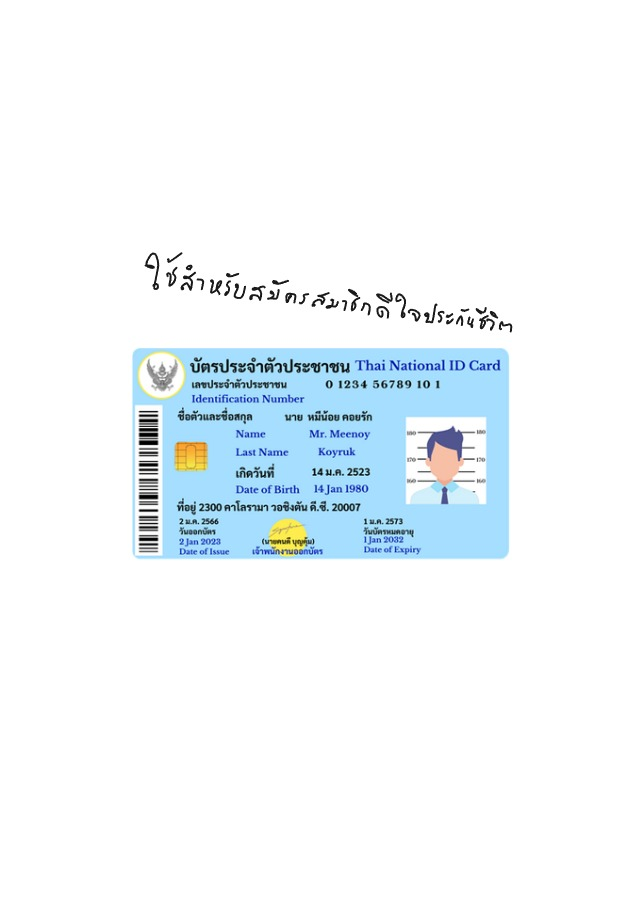 ใช้สำหรับสมัครสมาชิกดีใจประกันชีวิต
บัตรประจำตัวประชาชน Thai National ID Card
เลขประจำตัวประชาชน 0 1234 56789 10 1
Identification Number
ชื่อตัวและชื่อสกุล นาย หมีน้อย คอยรัก
Name Mr. Meenoy
Last Name Koyruk
เกิดวันที่ 14 ม.ค. 2523
Date of Birth 14 Jan 1980
ที่อยู่ 2300 คาโลรามา วอชิงตัน ดี.ซี. 20007
180 180
170 170
160 160
2 ม.ค. 2566 1 ม.ค. 2573
วันออกบัตร วันบัตรหมดอายุ
2 Jan 2023 (นายคนดี บุญคุ้ม) 1 Jan 2032
Date of Issue เจ้าพนักงานออกบัตร Date of Expiry